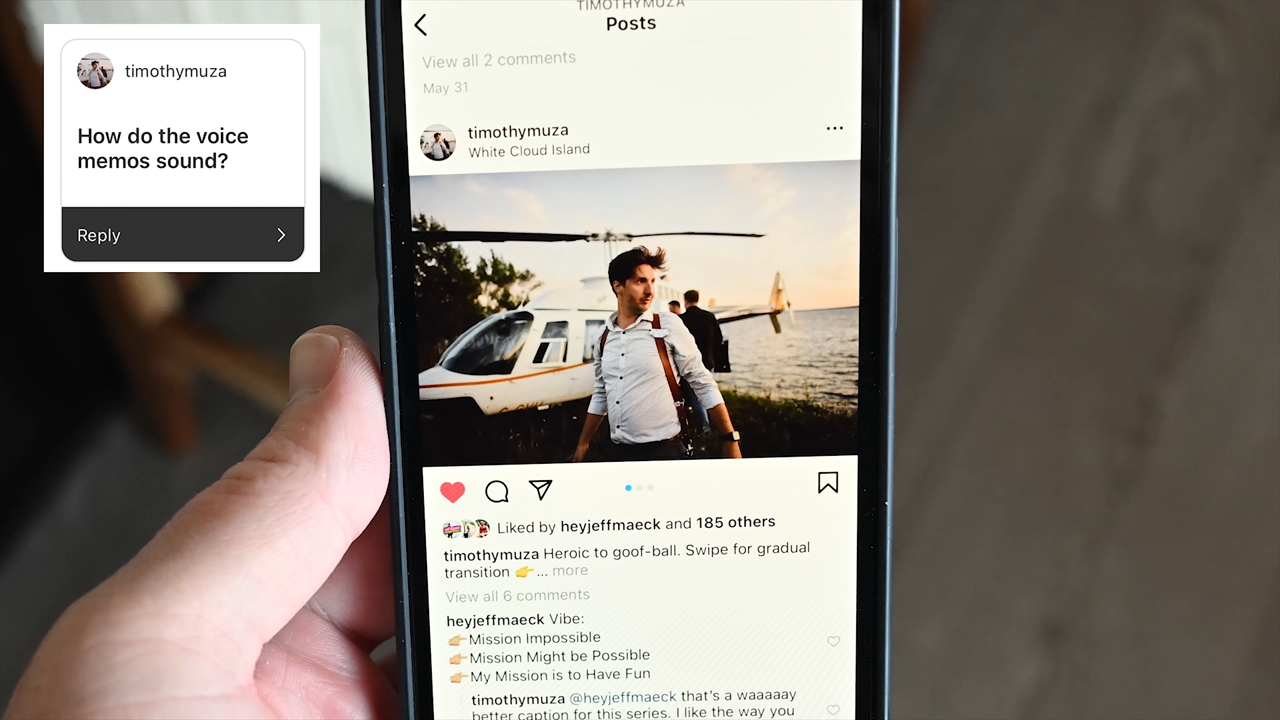 timothymuza
How do the voice
memos sound?
Reply
TIMOTHYMUZA
Posts
View all 2 comments
May 31
timothymuza
White Cloud Island
Liked by heyjeffmaeck and 185 others
timothymuza Heroic to goof-ball. Swipe for gradual
transition 👉... more
View all 6 comments
heyjeffmaeck Vibe:
👉🏼Mission Impossible
👉🏼Mission Might be Possible
👉🏼My Mission is to Have Fun
timothymuza @heyjeffmaeck that's a waaaaay
better caption for this series. I like the way you